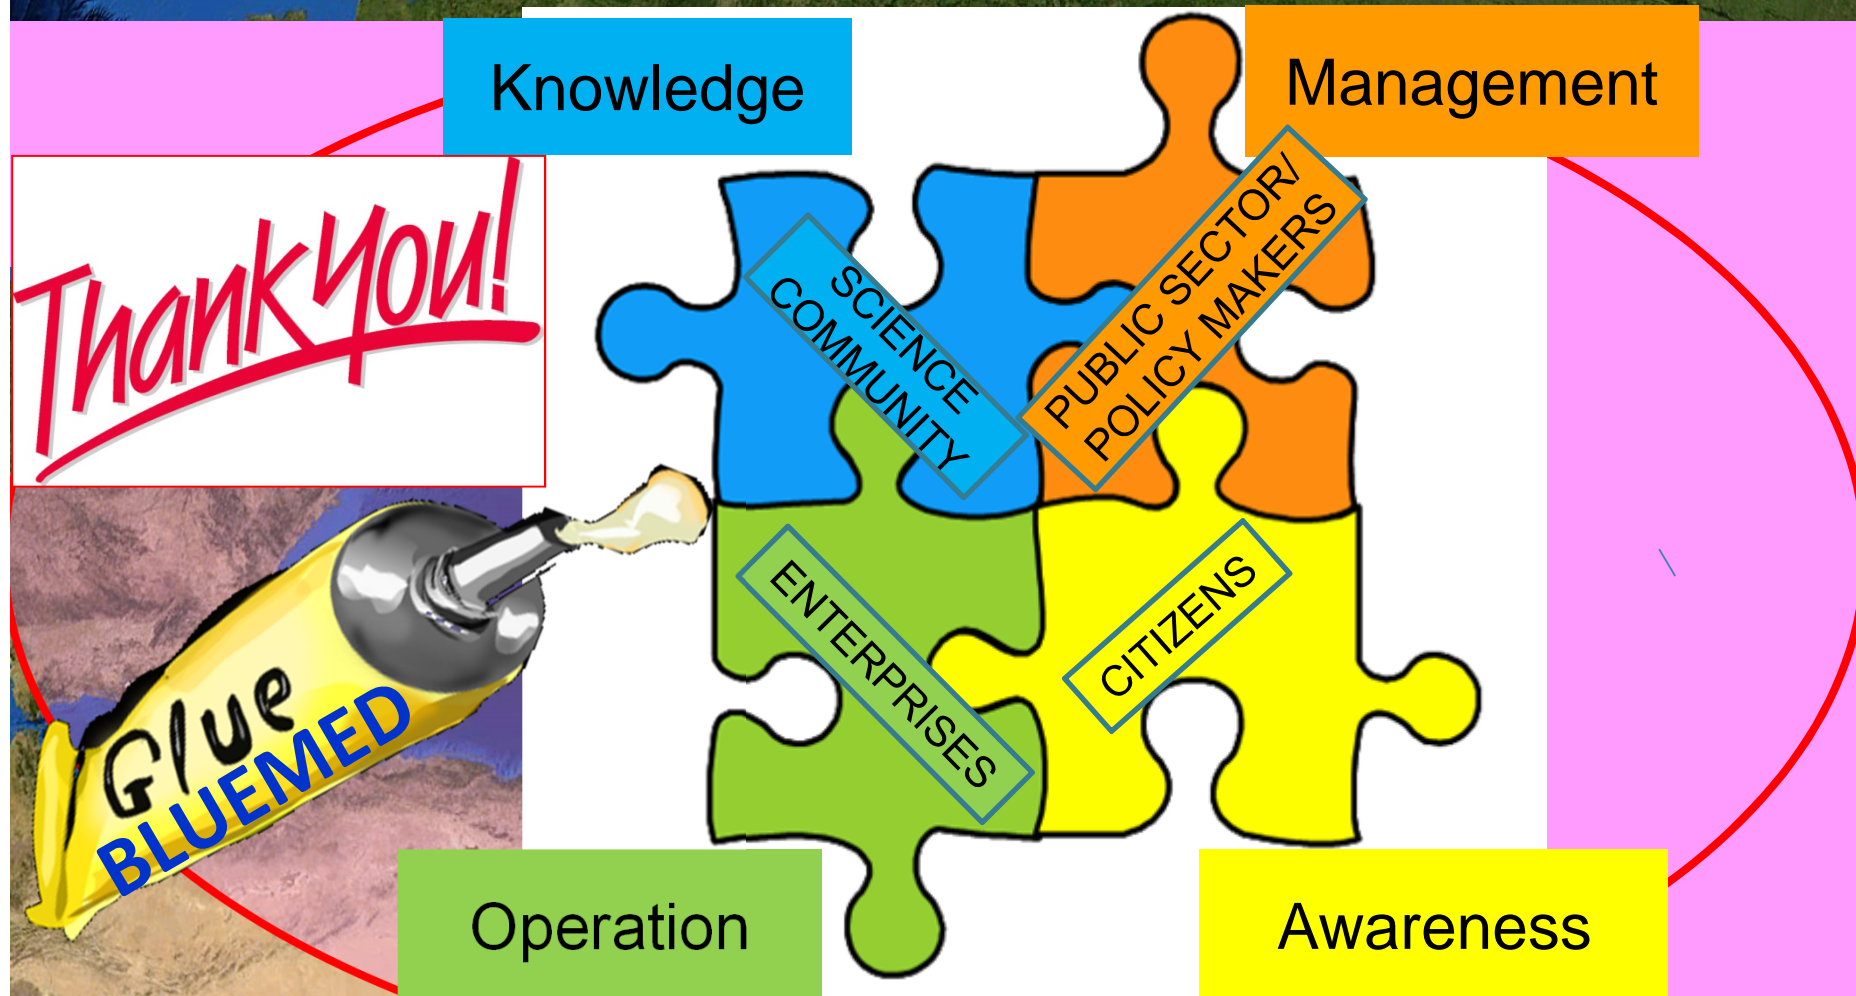 Knowledge
Management
Thank you!
SCIENCE
COMMUNITY
PUBLIC SECTOR/
POLICY MAKERS
ENTERPRISES
CITIZENS
Glue
BLUEMED
Operation
Awareness